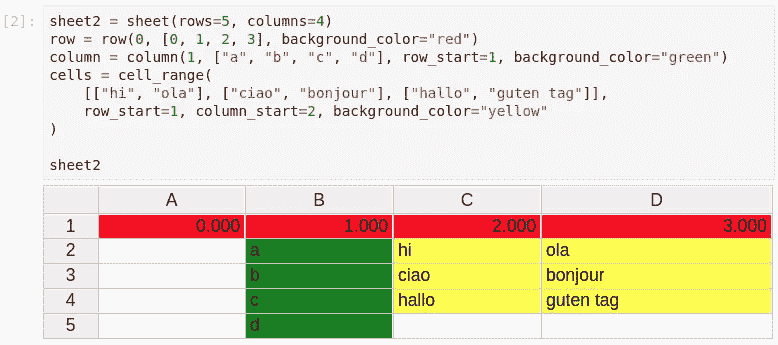 [2]: sheet2 = sheet(rows=5, columns=4)
row = row(0, [0, 1, 2, 3], background_color="red")
column = column(1, ["a", "b", "c", "d"], row_start=1, background_color="green")
cells = cell_range(
    [["hi", "ola"], ["ciao", "bonjour"], ["hallo", "guten tag"]],
    row_start=1, column_start=2, background_color="yellow"
)
sheet2
A B C D
1 0.000 1.000 2.000 3.000
2 a hi ola
3 b ciao bonjour
4 c hallo guten tag
5 d